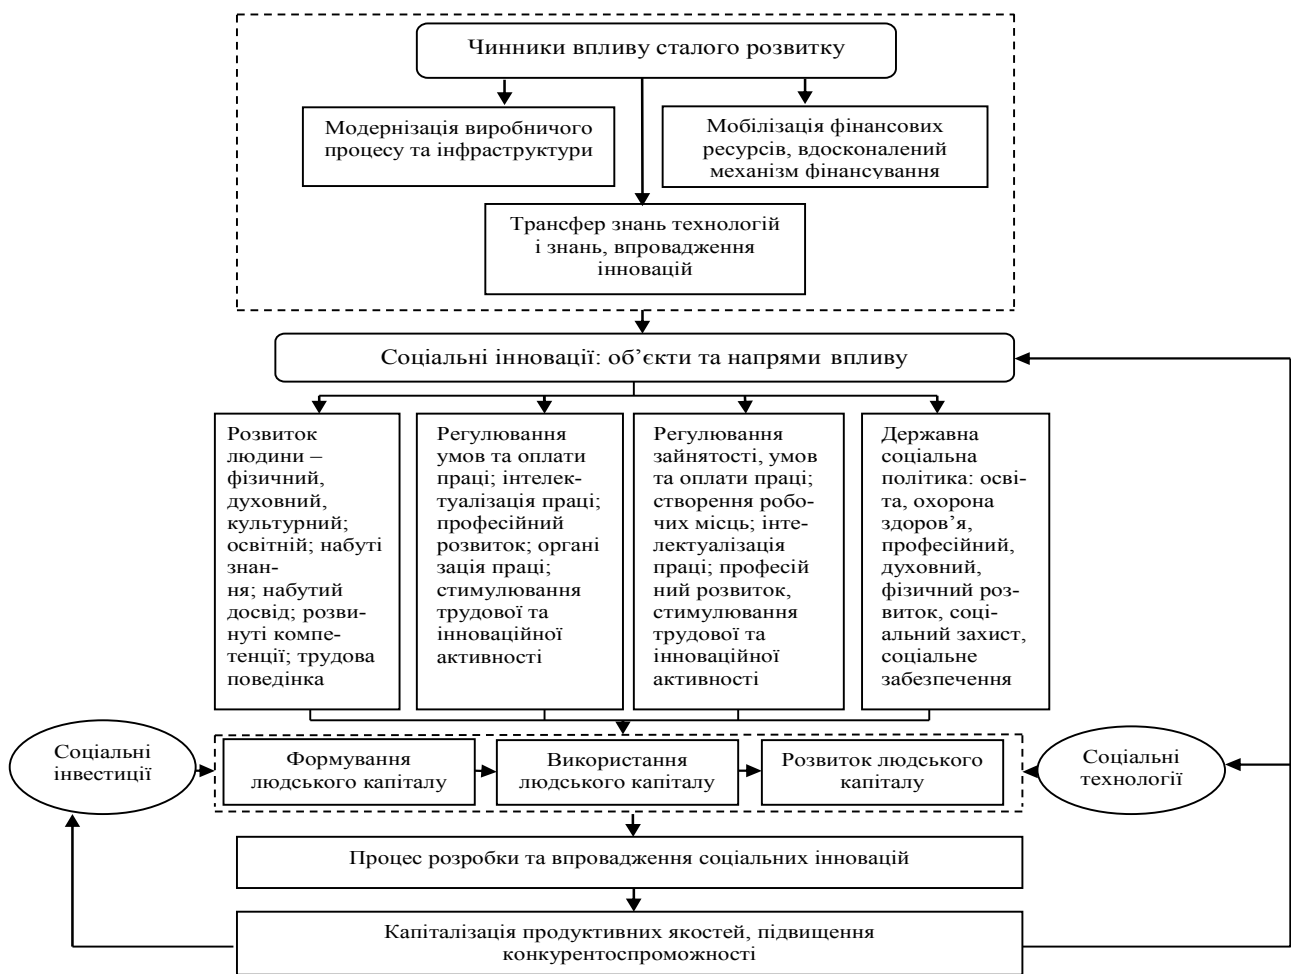 Чинники впливу сталого розвитку
Модернізація виробничого
процесу та інфраструктури
Мобілізація фінансових
ресурсів, вдосконалений
механізм фінансування
Трансфер знань технологій
і знань, впровадження
інновацій
Соціальні інновації: об’єкти та напрями впливу
Розвиток
людини –
фізичний,
духовний,
культурний;
освітній; набуті
знан-
ня; набутий
досвід; розви-
нуті компе-
тенції; трудова
поведінка
Регулювання
умов та оплати
праці; інтелек-
туалізація праці;
професійний
розвиток; органі
зація праці;
стимулювання
трудової та
інноваційної
активності
Регулювання
зайнятості, умов
та оплати праці;
створення робо-
чих місць; інте-
лектуалізація
праці; професій
ний розвиток,
стимулювання
трудової та
інноваційної
активності
Державна
соціальна
політика: осві-
та, охорона
здоров’я,
професійний,
духовний,
фізичний роз-
виток, соці-
альний захист,
соціальне
забезпечення
Соціальні
інвестиції
Формування
людського капіталу
Використання
людського капіталу
Розвиток людського
капіталу
Соціальні
технології
Процес розробки та впровадження соціальних інновацій
Капіталізація продуктивних якостей, підвищення
конкурентоспроможності